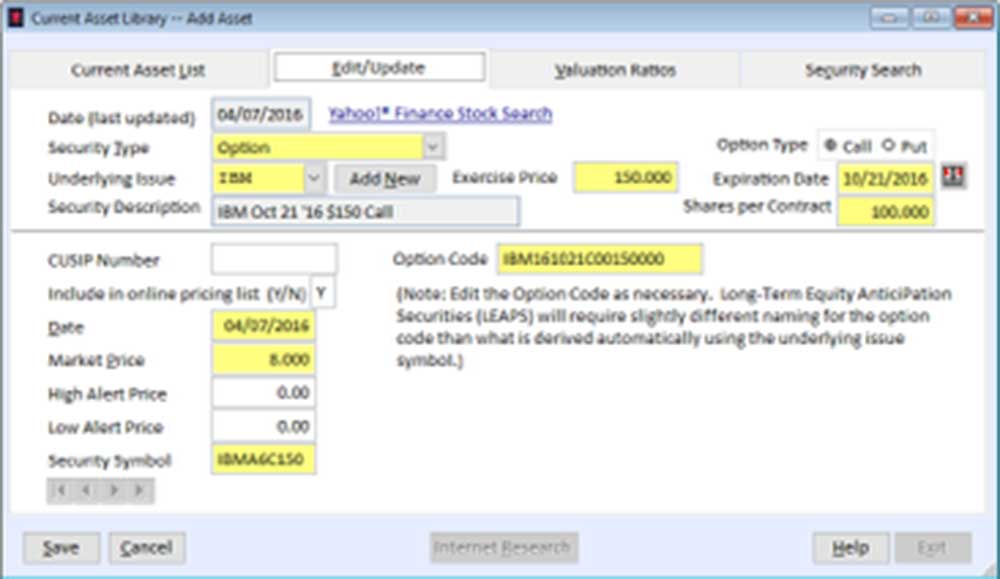 Current Asset Library -- Add Asset
Current Asset List Edit/Update Valuation Ratios Security Search
Date (last updated) 04/07/2016 Yahoo!® Finance Stock Search
Security Type Option Option Type Call Put
Underlying Issue IBM Add New Exercise Price 150.000 Expiration Date 10/21/2016
Security Description IBM Oct 21 '16 $150 Call Shares per Contract 100.000
CUSIP Number Option Code IBM161021C00150000
Include in online pricing list (Y/N) Y (Note: Edit the Option Code as necessary. Long-Term Equity AnticiPation
Date 04/07/2016 Securities (LEAPS) will require slightly different naming for the option
code than what is derived automatically using the underlying issue
Market Price 8.000 symbol.)
High Alert Price 0.00
Low Alert Price 0.00
Security Symbol IBMA6C150
Save Cancel Internet Research Help Exit